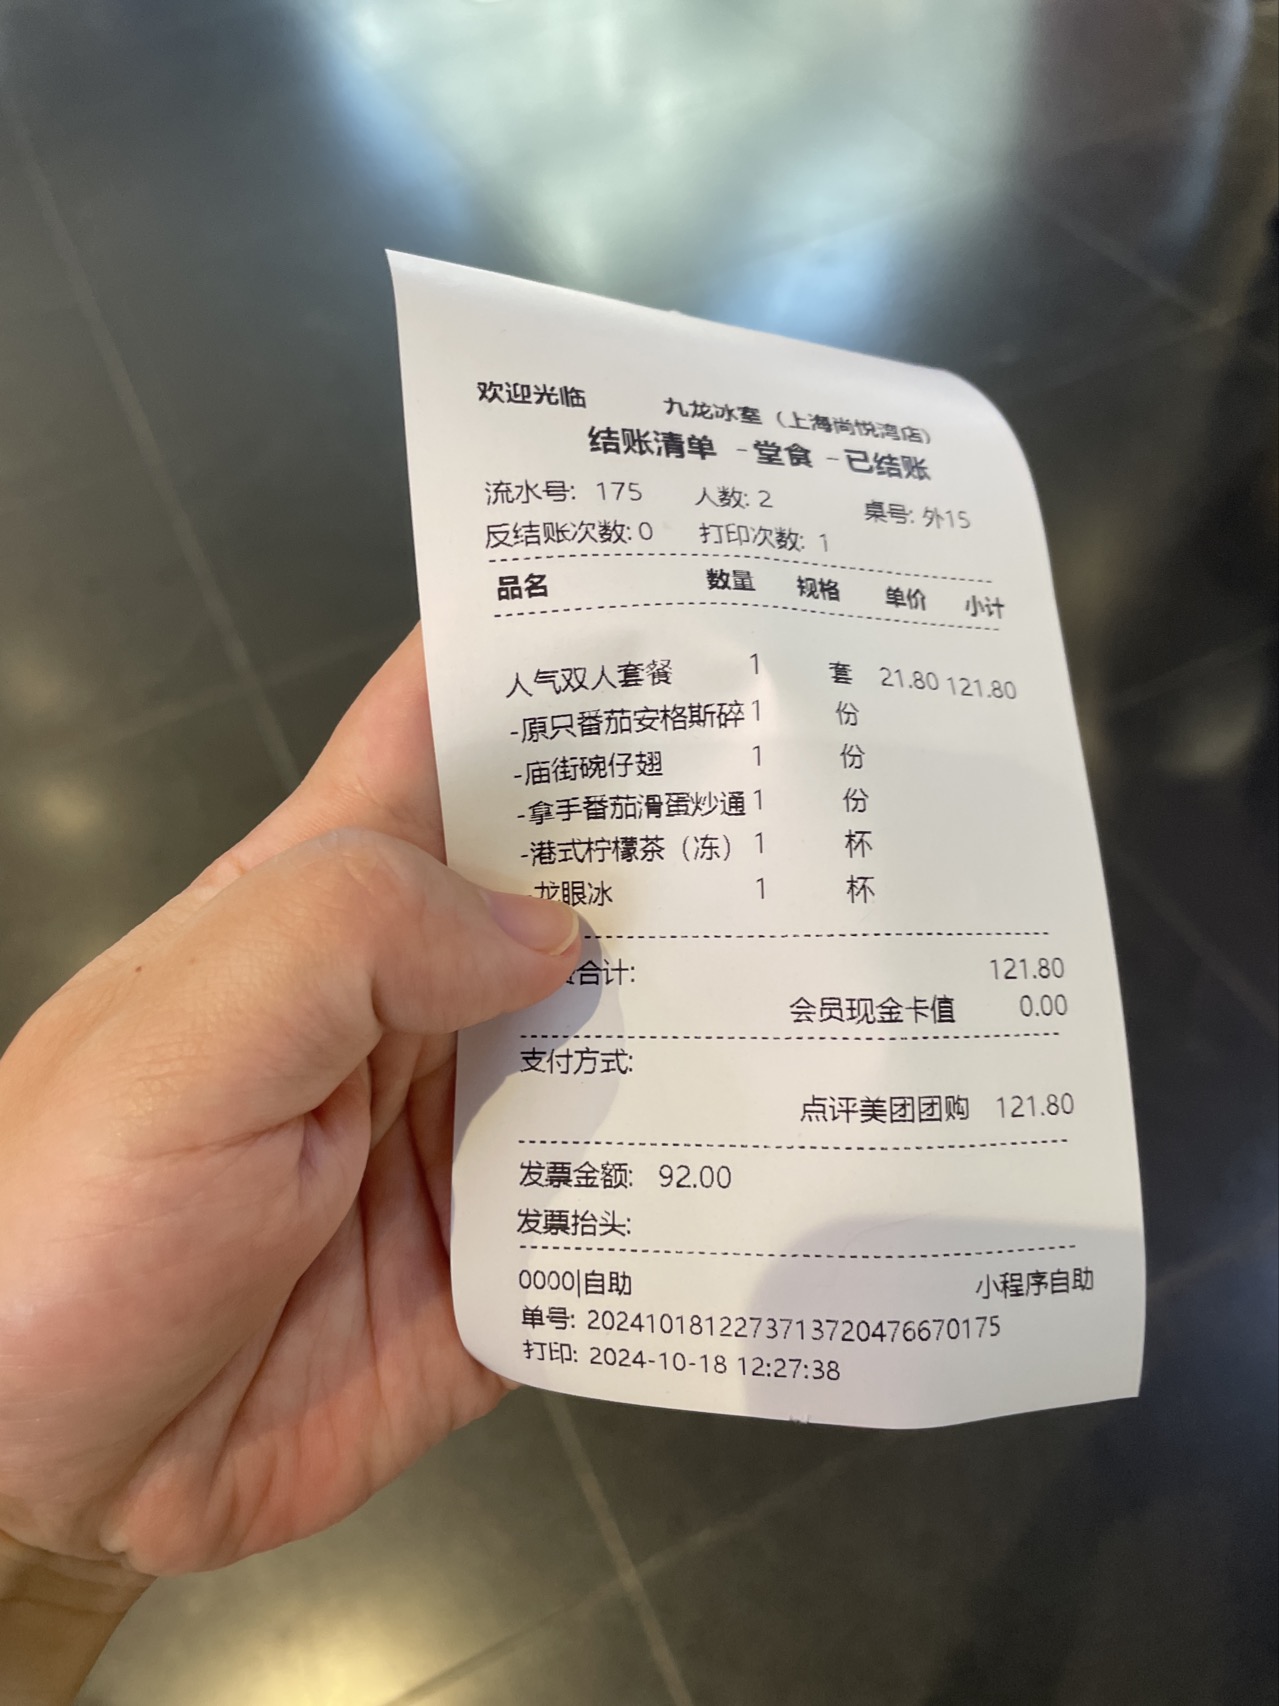 欢迎光临 九龙冰室（上海尚悦湾店）
结账清单 -堂食 -已结账
流水号: 175 人数: 2 桌号: 外15
反结账次数: 0 打印次数: 1
品名 数量 规格 单价 小计
人气双人套餐 1 套 21.80 121.80
-原只番茄安格斯碎 1 份
-庙街碗仔翅 1 份
-拿手番茄滑蛋炒通 1 份
-港式柠檬茶（冻） 1 杯
-龙眼冰 1 杯
合计: 121.80
会员现金卡值 0.00
支付方式:
点评美团团购 121.80
发票金额: 92.00
发票抬头:
0000|自助 小程序自助
单号: 2024101812273713720476670175
打印: 2024-10-18 12:27:38